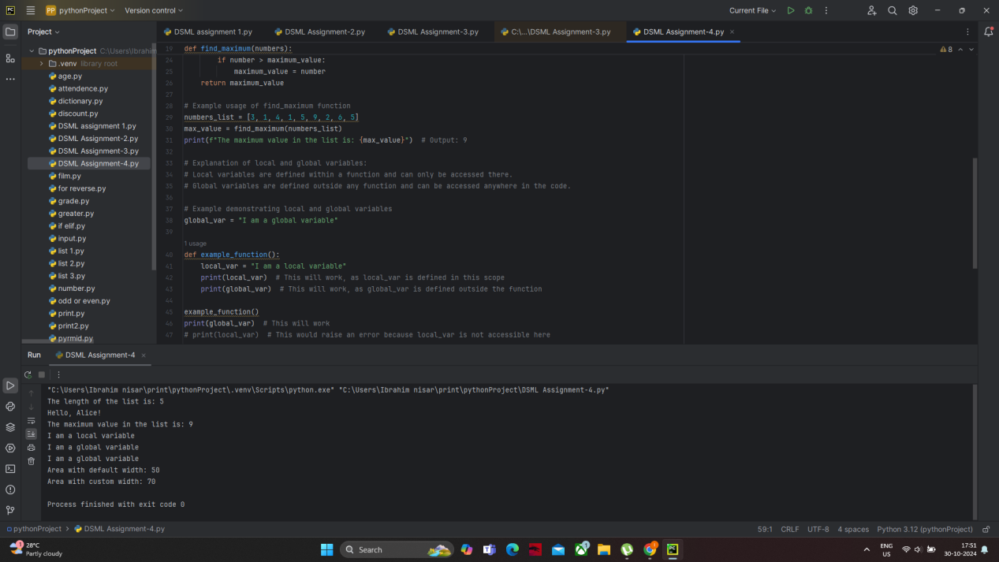 PC
PP pythonProject
Version control
Current File
Project
DSML assignment 1.py
DSML Assignment-2.py
DSML Assignment-3.py
C:\...\DSML Assignment-3.py
DSML Assignment-4.py
pythonProject C:\Users\Ibrahim
.venv library root
age.py
attendence.py
dictionary.py
discount.py
DSML assignment 1.py
DSML Assignment-2.py
DSML Assignment-3.py
DSML Assignment-4.py
film.py
for reverse.py
grade.py
greater.py
if elif.py
input.py
list 1.py
list 2.py
list 3.py
number.py
odd or even.py
print.py
print2.py
pyrmid.py
8
19 def find_maximum(numbers):
24 if number > maximum_value:
25 maximum_value = number
26 return maximum_value
27
28 # Example usage of find_maximum function
29 numbers_list = [3, 1, 4, 1, 5, 9, 2, 6, 5]
30 max_value = find_maximum(numbers_list)
31 print(f"The maximum value in the list is: {max_value}") # Output: 9
32
33 # Explanation of local and global variables:
34 # Local variables are defined within a function and can only be accessed there.
35 # Global variables are defined outside any function and can be accessed anywhere in the code.
36
37 # Example demonstrating local and global variables
38 global_var = "I am a global variable"
39
1 usage
40 def example_function():
41 local_var = "I am a local variable"
42 print(local_var) # This will work, as local_var is defined in this scope
43 print(global_var) # This will work, as global_var is defined outside the function
44
45 example_function()
46 print(global_var) # This will work
47 # print(local_var) # This would raise an error because local_var is not accessible here
Run
DSML Assignment-4
"C:\Users\Ibrahim nisar\print\pythonProject\.venv\Scripts\python.exe" "C:\Users\Ibrahim nisar\print\pythonProject\DSML Assignment-4.py"
The length of the list is: 5
Hello, Alice!
The maximum value in the list is: 9
I am a local variable
I am a global variable
I am a global variable
Area with default width: 50
Area with custom width: 70
Process finished with exit code 0
pythonProject > DSML Assignment-4.py
59:1 CRLF UTF-8 4 spaces Python 3.12 (pythonProject)
1
28°C
Partly cloudy
Search
1
PC
ENG
US
17:51
30-10-2024